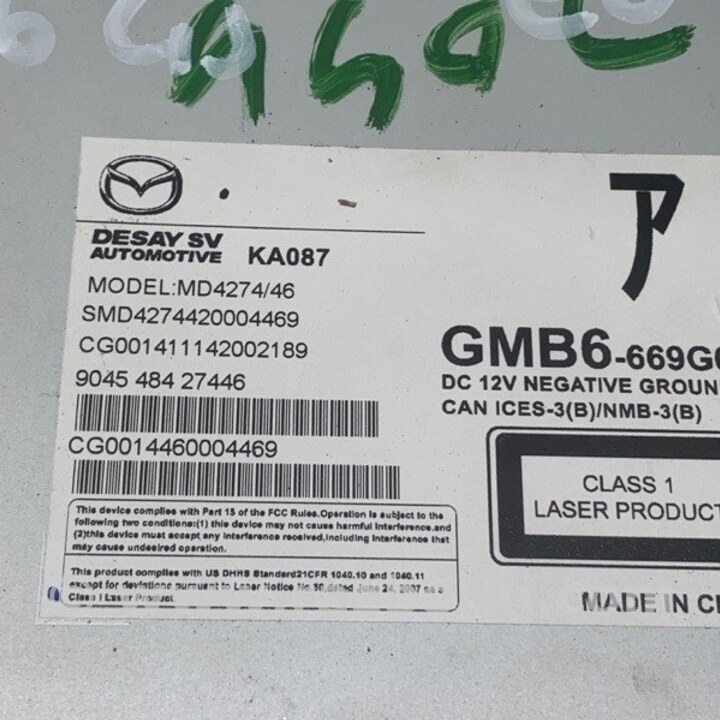 DESAY SV
AUTOMOTIVE KA087
MODEL:MD4274/46
SMD4274420004469
CG001411142002189
9045 484 27446
CG0014460004469
This device complies with Part 15 of the FCC Rules.Operation is subject to the
following two conditions:(1) this device may not cause harmful interference,and
(2)this device must accept any interference received,including interference that
may cause undesired operation.
This product complies with US DHHS Standard21CFR 1040.10 and 1040.11
except for deviations pursuant to Laser Notice No.50,dated June 24, 2007 as a
Class I Laser Product.
ア
GMB6-669G
DC 12V NEGATIVE GROUN
CAN ICES-3(B)/NMB-3(B)
CLASS 1
LASER PRODUCT
MADE IN C